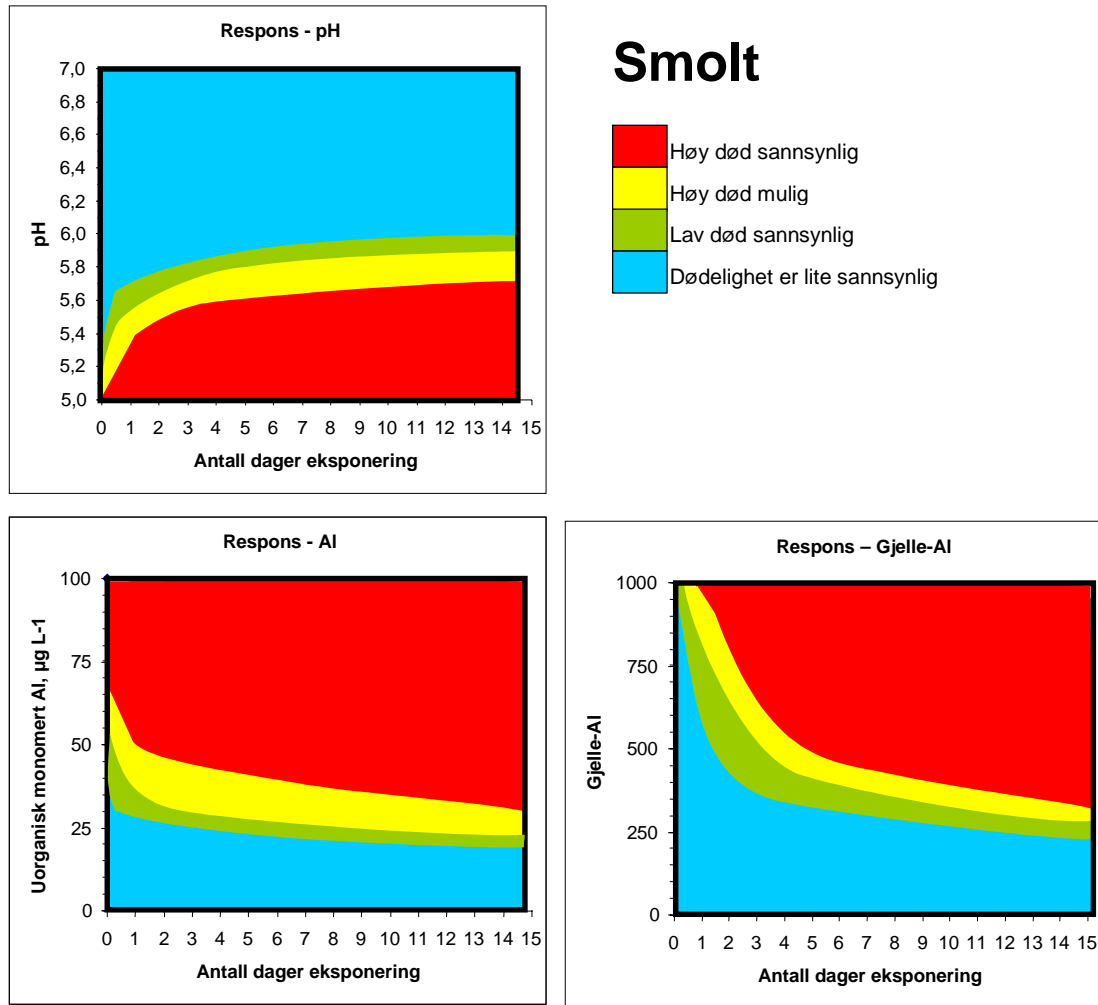 Respons - pH
7,0
6,8
6,6
6,4
6,2
6,0
5,8
5,6
5,4
5,2
5,0
pH
0 1 2 3 4 5 6 7 8 9 10 11 12 13 14 15
Antall dager eksponering
Smolt
Høy død sannsynlig
Høy død mulig
Lav død sannsynlig
Dødelighet er lite sannsynlig
Respons - Al
100
75
50
25
0
Uorganisk monomert Al, µg L-1
0 1 2 3 4 5 6 7 8 9 10 11 12 13 14 15
Antall dager eksponering
Respons – Gjelle-Al
1000
750
500
250
0
Gjelle-Al
0 1 2 3 4 5 6 7 8 9 10 11 12 13 14 15
Antall dager eksponering